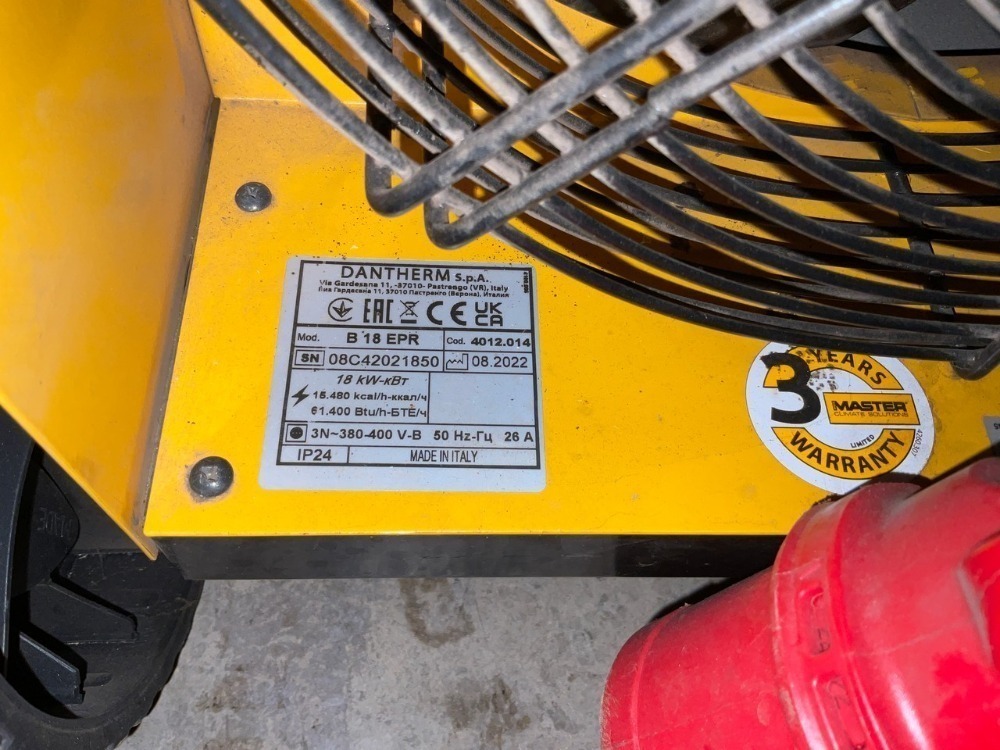 DANTHERM S.p.A.
Via Gardesana 11, -37010- Pastrengo (VR), Italy
Виа Гардесана 11, 37010 Пастренго (Верона), Италия
EAC CE UK
CA
Mod. B 18 EPR Cod. 4012.014
SN 08C42021850 08.2022
18 kW-кВт
15.480 kcal/h-ккал/ч
61.400 Btu/h-БТЕ/ч
3N~380-400 V-В 50 Hz-Гц 26 A
IP24 MADE IN ITALY
3 YEARS
MASTER
CLIMATE SOLUTIONS
LIMITED
WARRANTY